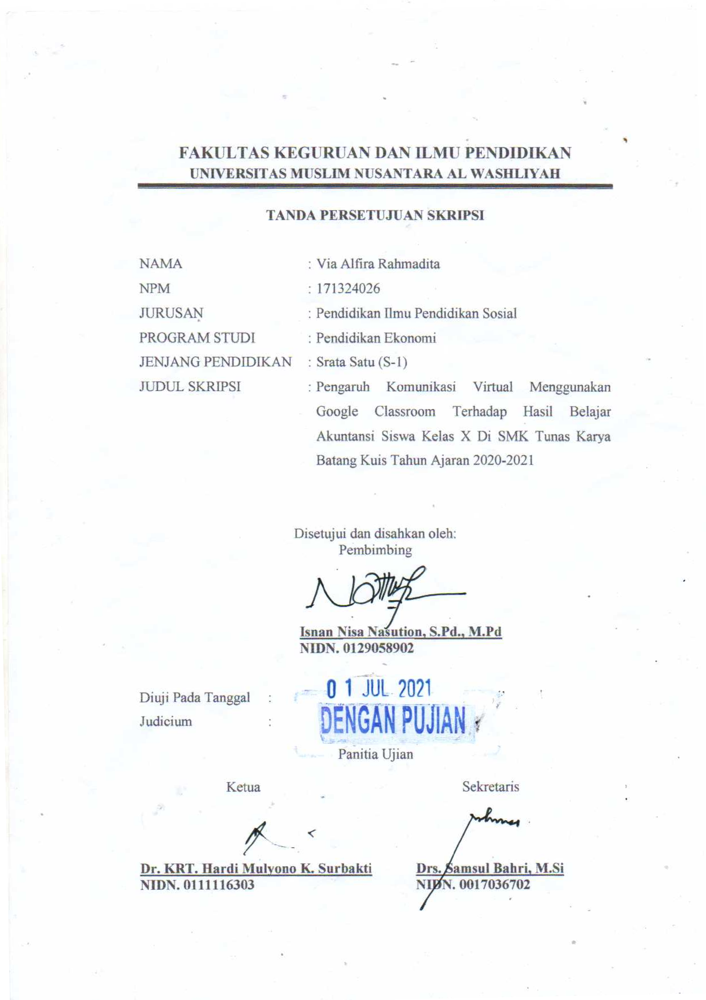 FAKULTAS KEGURUAN DAN ILMU PENDIDIKAN
UNIVERSITAS MUSLIM NUSANTARA AL WASHLIYAH
TANDA PERSETUJUAN SKRIPSI
NAMA : Via Alfira Rahmadita
NPM : 171324026
JURUSAN : Pendidikan Ilmu Pendidikan Sosial
PROGRAM STUDI : Pendidikan Ekonomi
JENJANG PENDIDIKAN : Srata Satu (S-1)
JUDUL SKRIPSI : Pengaruh Komunikasi Virtual Menggunakan
Google Classroom Terhadap Hasil Belajar
Akuntansi Siswa Kelas X Di SMK Tunas Karya
Batang Kuis Tahun Ajaran 2020-2021
Disetujui dan disahkan oleh:
Pembimbing
Isnan Nisa Nasution, S.Pd., M.Pd
NIDN. 0129058902
Diuji Pada Tanggal : 01 JUL 2021
Judicium : DENGAN PUJIAN
Panitia Ujian
Ketua Sekretaris
Dr. KRT. Hardi Mulyono K. Surbakti Drs. Samsul Bahri, M.Si
NIDN. 0111116303 NIDN. 0017036702